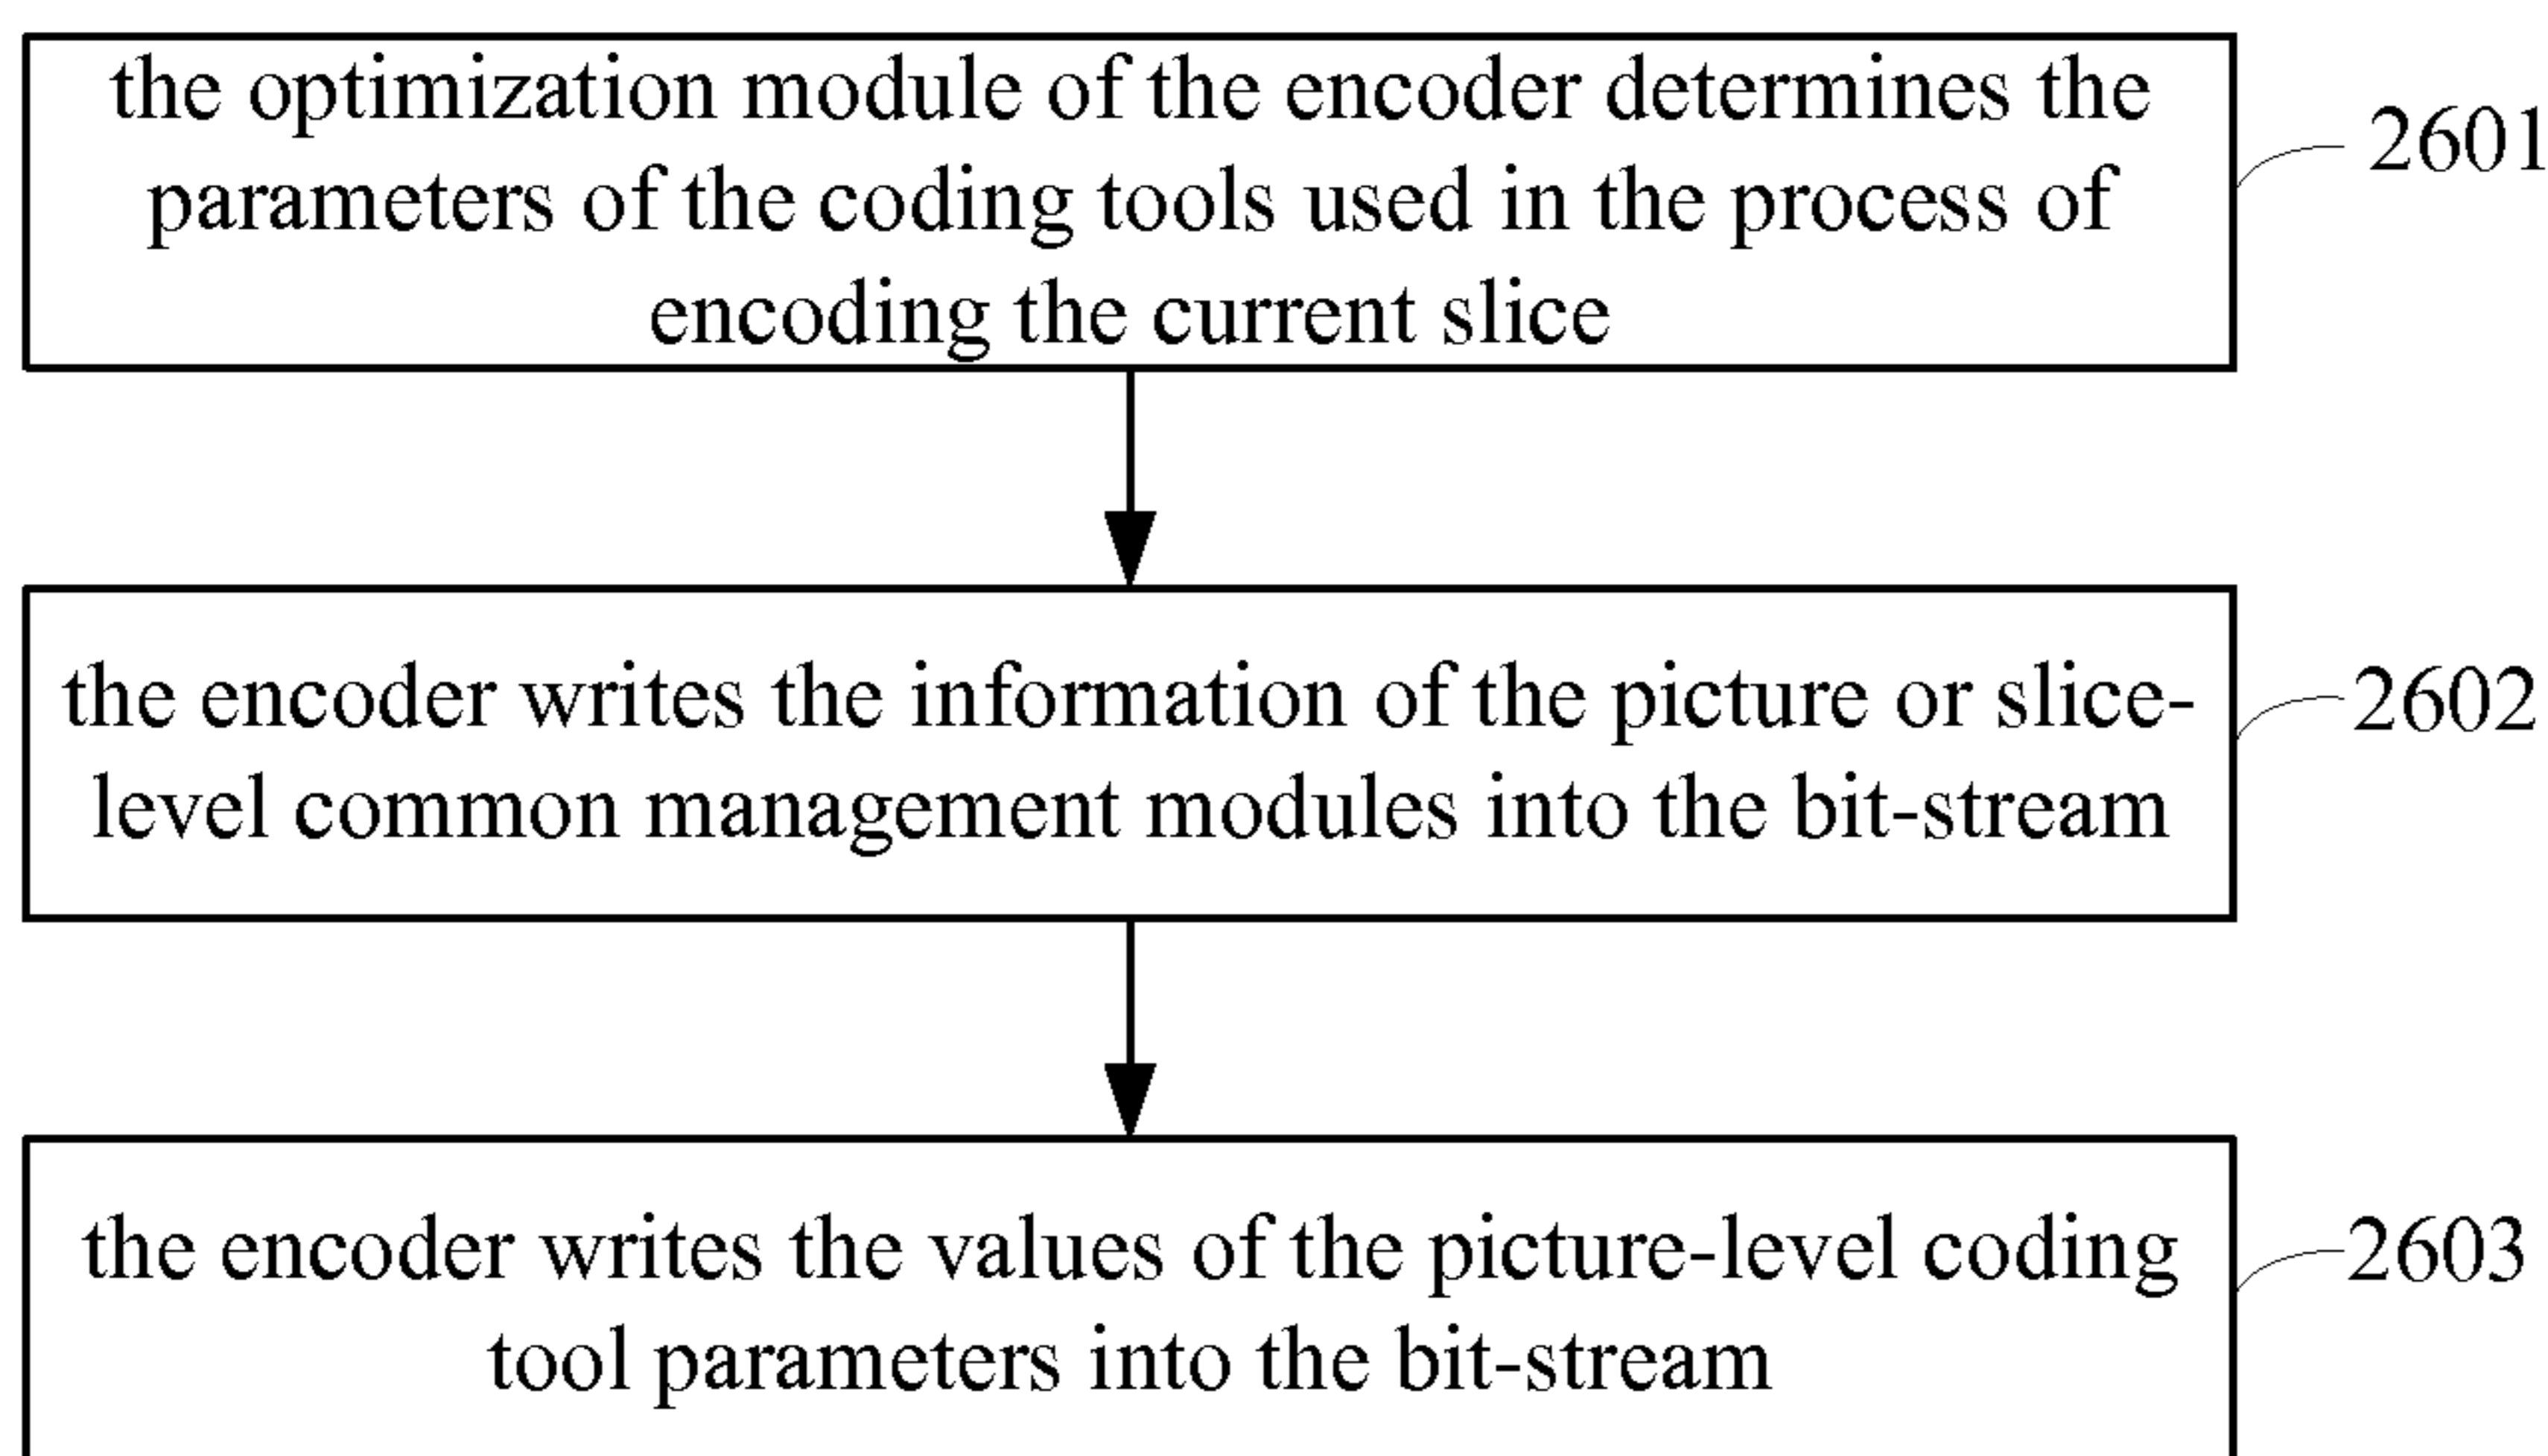 the optimization module of the encoder determines the
parameters of the coding tools used in the process of
encoding the current slice
2601
the encoder writes the information of the picture or slice-
level common management modules into the bit-stream
2602
the encoder writes the values of the picture-level coding
tool parameters into the bit-stream
2603